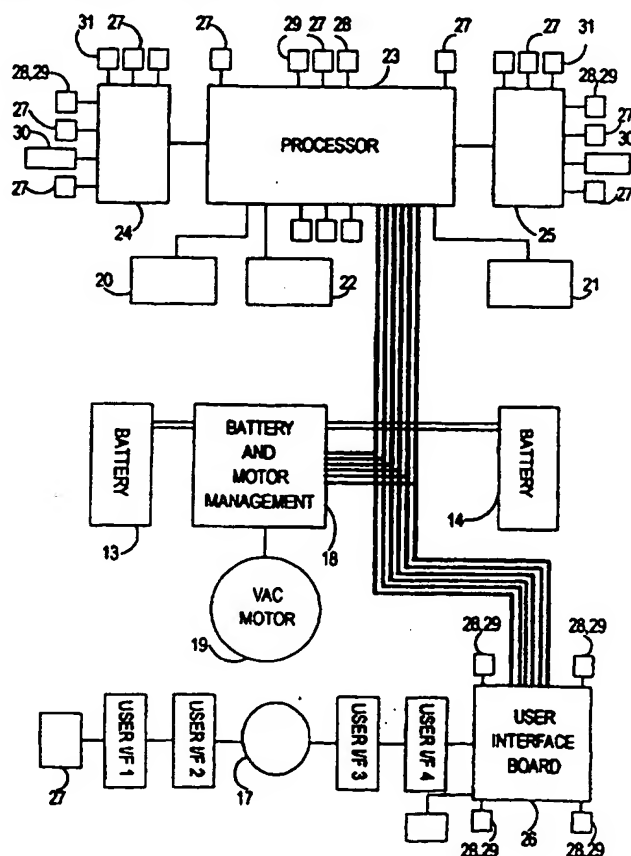 31 27 27 29 27 28 27 27 31
23
28,29 28,29
27 27
30 30
27 27
PROCESSOR
24 25
20 22 21
BATTERY
BATTERY
AND
MOTOR
MANAGEMENT
BATTERY
13 18 14
VAC
MOTOR
19
28,29 28,29
USER I/F 1
USER I/F 2
USER I/F 3
USER I/F 4
USER
INTERFACE
BOARD
27 17 26
28,29 28,29